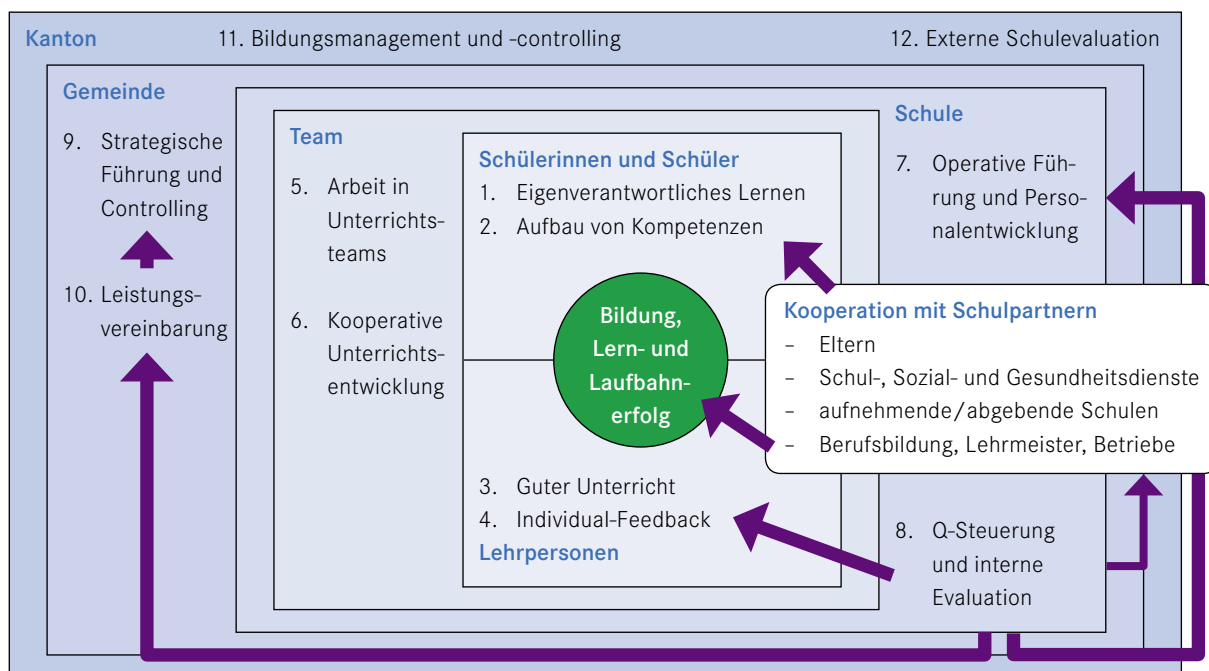 Kanton
11. Bildungsmanagement und -controlling
12. Externe Schulevaluation
Gemeinde
9. Strategische
Führung und
Controlling
10. Leistungs-
vereinbarung
Team
5. Arbeit in
Unterrichts-
teams
6. Kooperative
Unterrichts-
entwicklung
Schülerinnen und Schüler
1. Eigenverantwortliches Lernen
2. Aufbau von Kompetenzen
Bildung,
Lern- und
Laufbahn-
erfolg
3. Guter Unterricht
4. Individual-Feedback
Lehrpersonen
Schule
7. Operative Füh-
rung und Perso-
nalentwicklung
Kooperation mit Schulpartnern
– Eltern
– Schul-, Sozial- und Gesundheitsdienste
– aufnehmende/abgebende Schulen
– Berufsbildung, Lehrmeister, Betriebe
8. Q-Steuerung
und interne
Evaluation